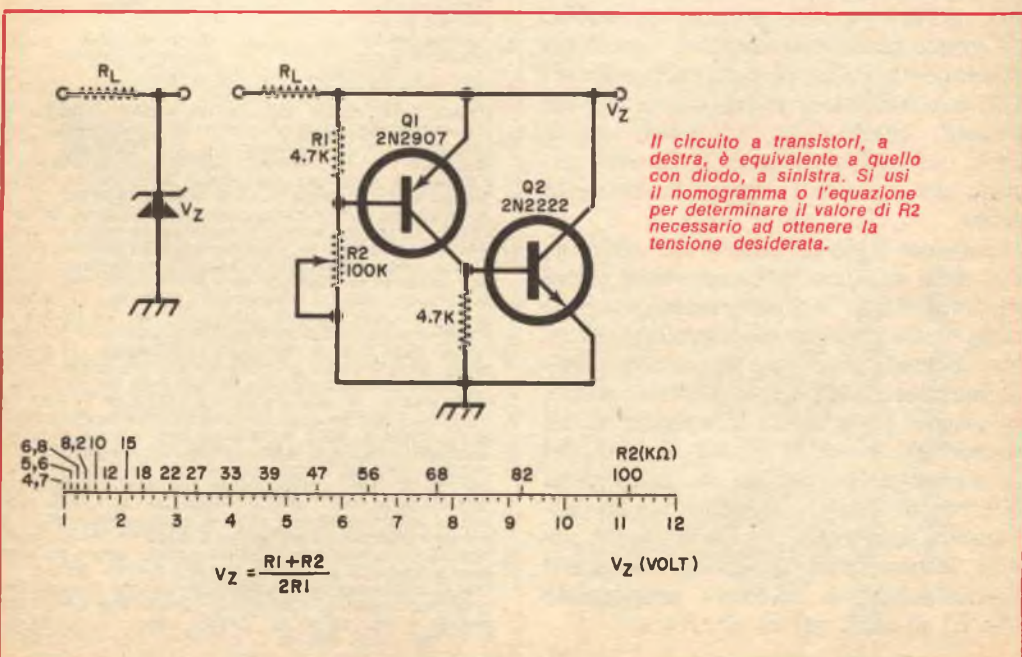 RL
VZ
RL
VZ
R1
4.7K
Q1
2N2907
Q2
2N2222
R2
100K
4.7K
Il circuito a transistori, a
destra, è equivalente a quello
con diodo, a sinistra. Si usi
il nomogramma o l'equazione
per determinare il valore di R2
necessario ad ottenere la
tensione desiderata.
R2(KΩ)
4,7 5,6 6,8 8,2 10 12 15 18 22 27 33 39 47 56 68 82 100
1 2 3 4 5 6 7 8 9 10 11 12
VZ = R1+R2 / 2R1
VZ (VOLT)